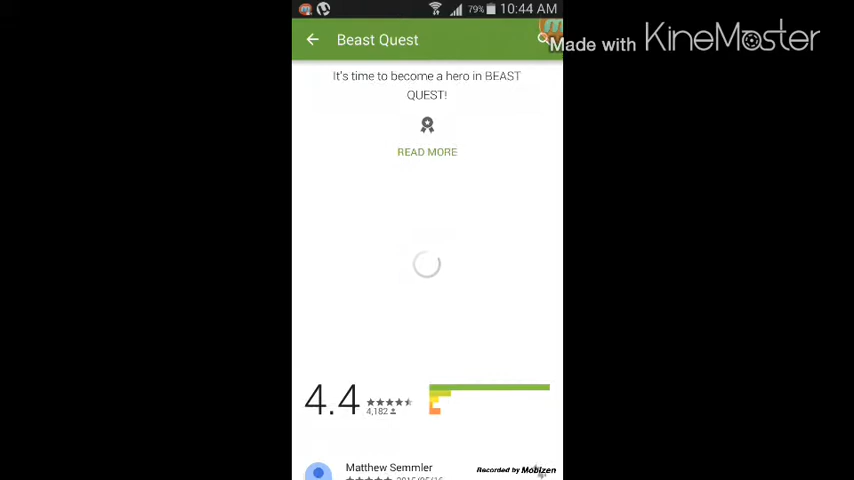 79% 10:44 AM
Beast Quest
Made with KINEMASTER
It's time to become a hero in BEAST
QUEST!
READ MORE
4.4
4,182
Matthew Semmler
Recorded by Mobizen